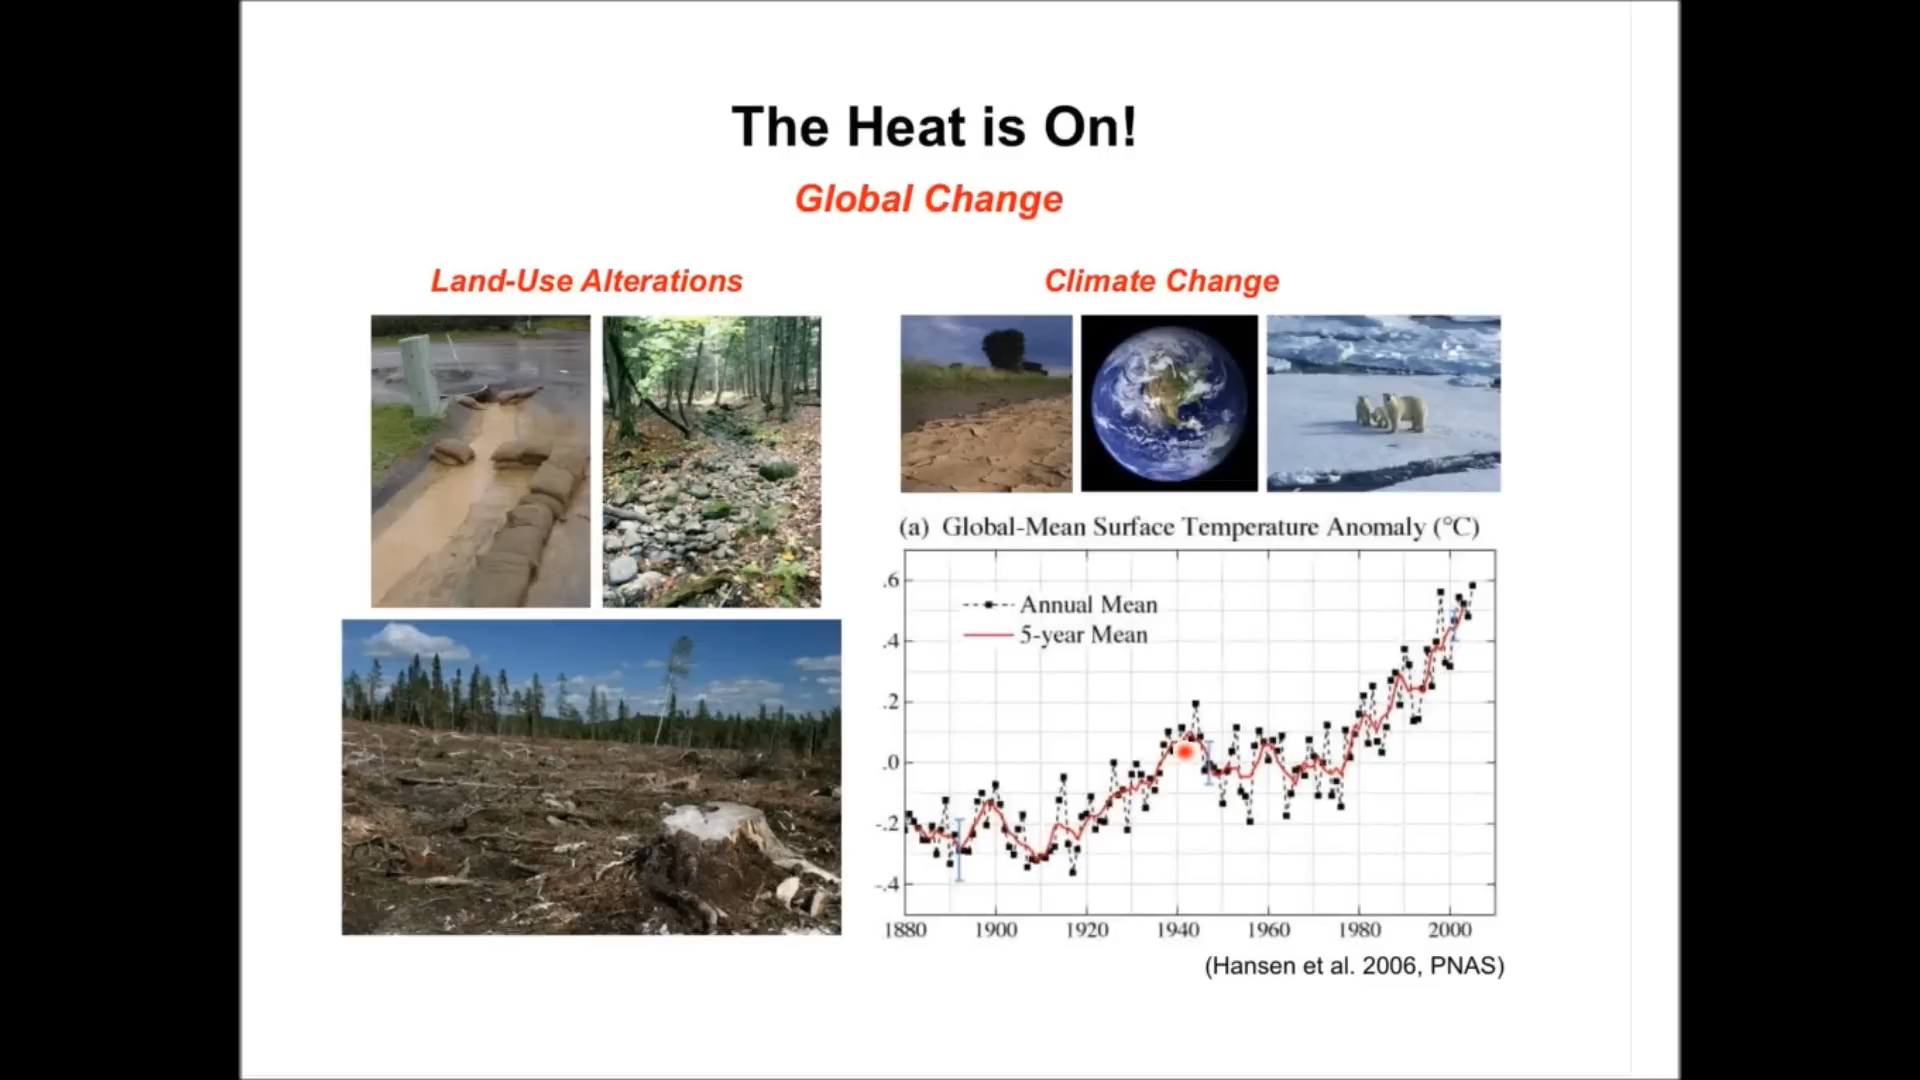 The Heat is On!
Global Change
Land-Use Alterations
Climate Change
(a) Global-Mean Surface Temperature Anomaly (°C)
.6
.4
.2
.0
-.2
-.4
Annual Mean
5-year Mean
1880 1900 1920 1940 1960 1980 2000
(Hansen et al. 2006, PNAS)